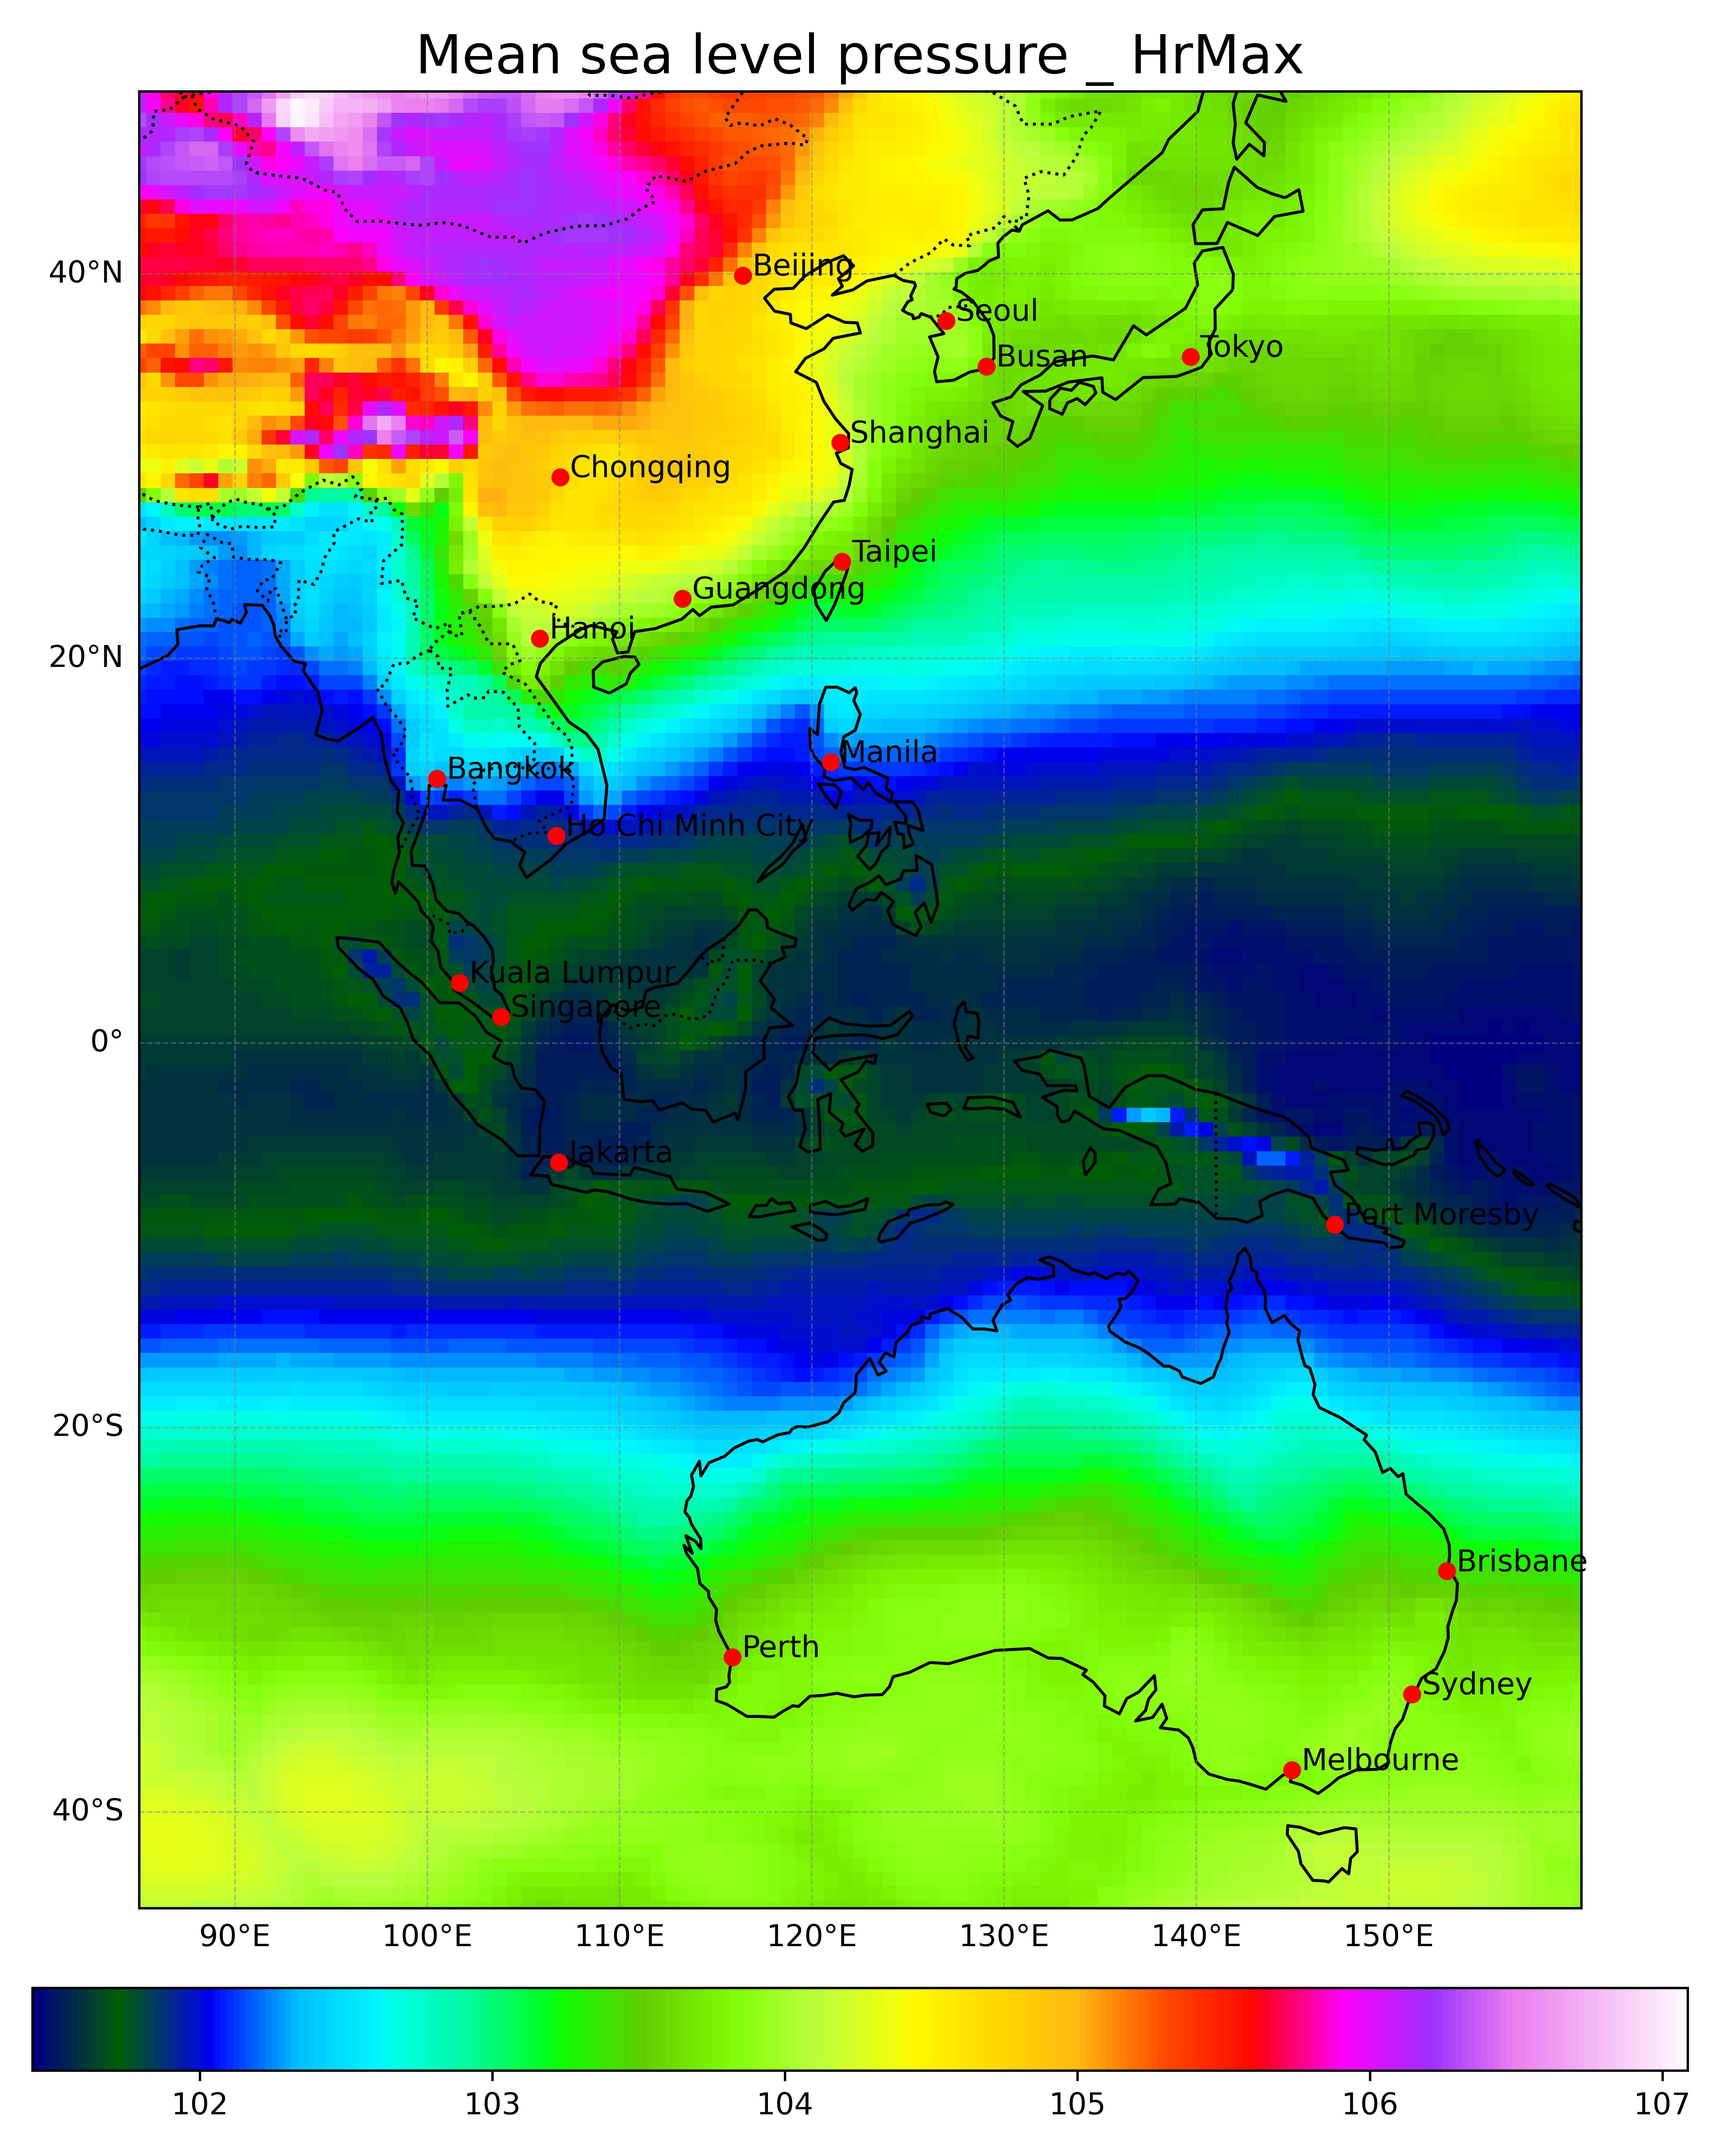 Mean sea level pressure _ HrMax
40°N
20°N
0°
20°S
40°S
Beijing
Seoul
Busan
Tokyo
Shanghai
Chongqing
Taipei
Guangdong
Hanoi
Manila
Bangkok
Ho Chi Minh City
Kuala Lumpur
Singapore
Jakarta
Port Moresby
Brisbane
Perth
Sydney
Melbourne
90°E 100°E 110°E 120°E 130°E 140°E 150°E
102 103 104 105 106 107